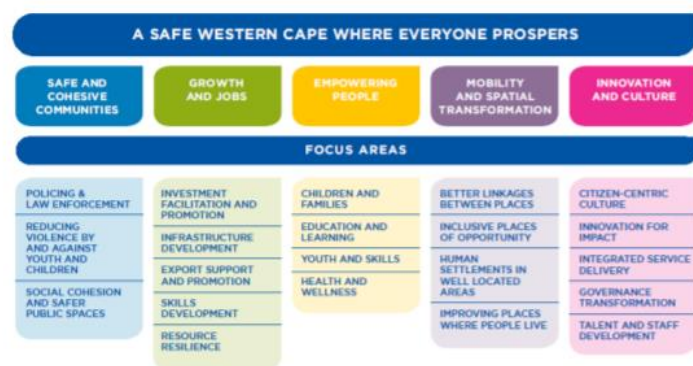 A SAFE WESTERN CAPE WHERE EVERYONE PROSPERS
SAFE AND
COHESIVE
COMMUNITIES
GROWTH
AND JOBS
EMPOWERING
PEOPLE
MOBILITY
AND SPATIAL
TRANSFORMATION
INNOVATION
AND CULTURE
FOCUS AREAS
POLICING &
LAW ENFORCEMENT
REDUCING
VIOLENCE BY
AND AGAINST
YOUTH AND
CHILDREN
SOCIAL COHESION
AND SAFER
PUBLIC SPACES
INVESTMENT
FACILITATION AND
PROMOTION
INFRASTRUCTURE
DEVELOPMENT
EXPORT SUPPORT
AND PROMOTION
SKILLS
DEVELOPMENT
RESOURCE
RESILIENCE
CHILDREN AND
FAMILIES
EDUCATION AND
LEARNING
YOUTH AND SKILLS
HEALTH AND
WELLNESS
BETTER LINKAGES
BETWEEN PLACES
INCLUSIVE PLACES
OF OPPORTUNITY
HUMAN
SETTLEMENTS IN
WELL LOCATED
AREAS
IMPROVING PLACES
WHERE PEOPLE LIVE
CITIZEN-CENTRIC
CULTURE
INNOVATION FOR
IMPACT
INTEGRATED SERVICE
DELIVERY
GOVERNANCE
TRANSFORMATION
TALENT AND STAFF
DEVELOPMENT